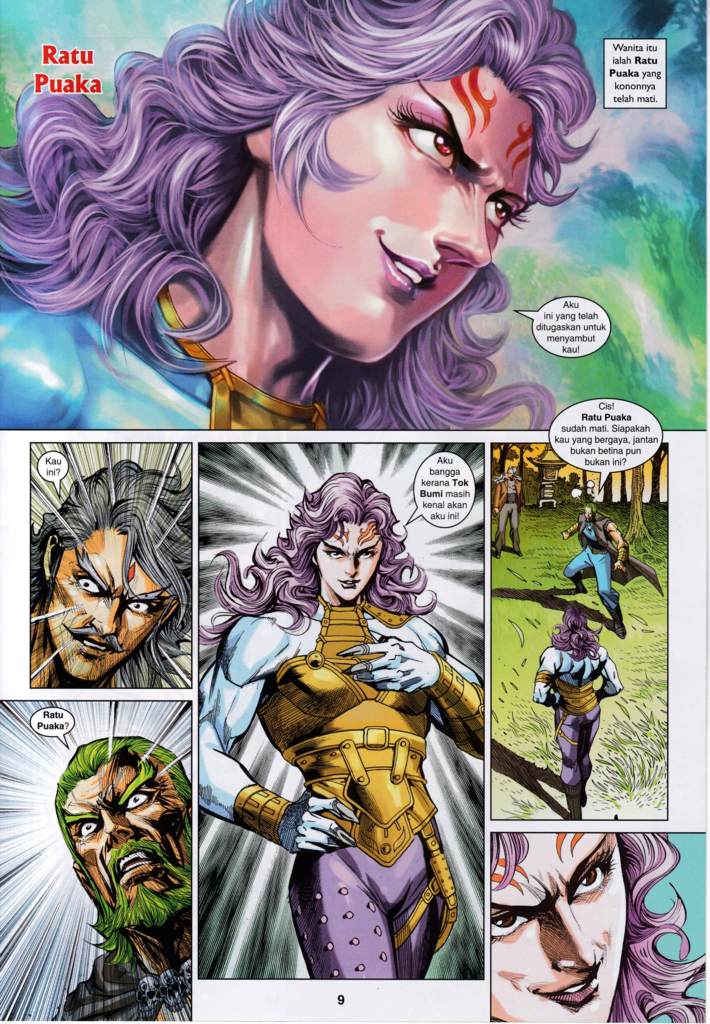 Ratu
Puaka
Wanita itu
ialah Ratu
Puaka yang
kononnya
telah mati.
Aku
ini yang telah
ditugaskan untuk
menyambut
kau!
Kau
ini?
Ratu
Puaka?
Aku
bangga
kerana Tok
Bumi masih
kenal akan
aku ini!
Cis!
Ratu Puaka
sudah mati. Siapakah
kau yang bergaya, jantan
bukan betina pun
bukan ini?
9